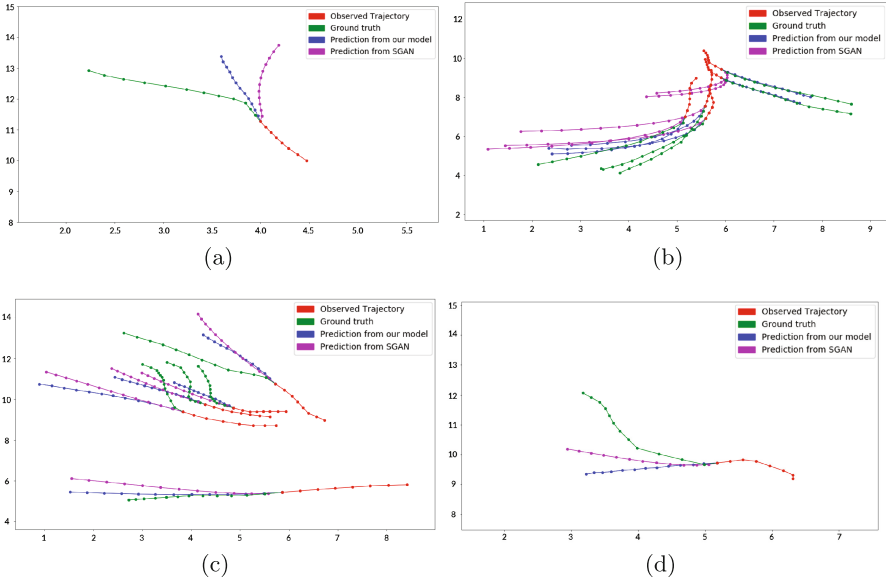 15
14
13
12
11
10
9
8
2.0 2.5 3.0 3.5 4.0 4.5 5.0 5.5
Observed Trajectory
Ground truth
Prediction from our model
Prediction from SGAN
(a)
12
10
8
6
4
2
1 2 3 4 5 6 7 8 9
Observed Trajectory
Ground truth
Prediction from our model
Prediction from SGAN
(b)
14
12
10
8
6
4
1 2 3 4 5 6 7 8
Observed Trajectory
Ground truth
Prediction from our model
Prediction from SGAN
(c)
15
14
13
12
11
10
9
8
2 3 4 5 6 7
Observed Trajectory
Ground truth
Prediction from our model
Prediction from SGAN
(d)